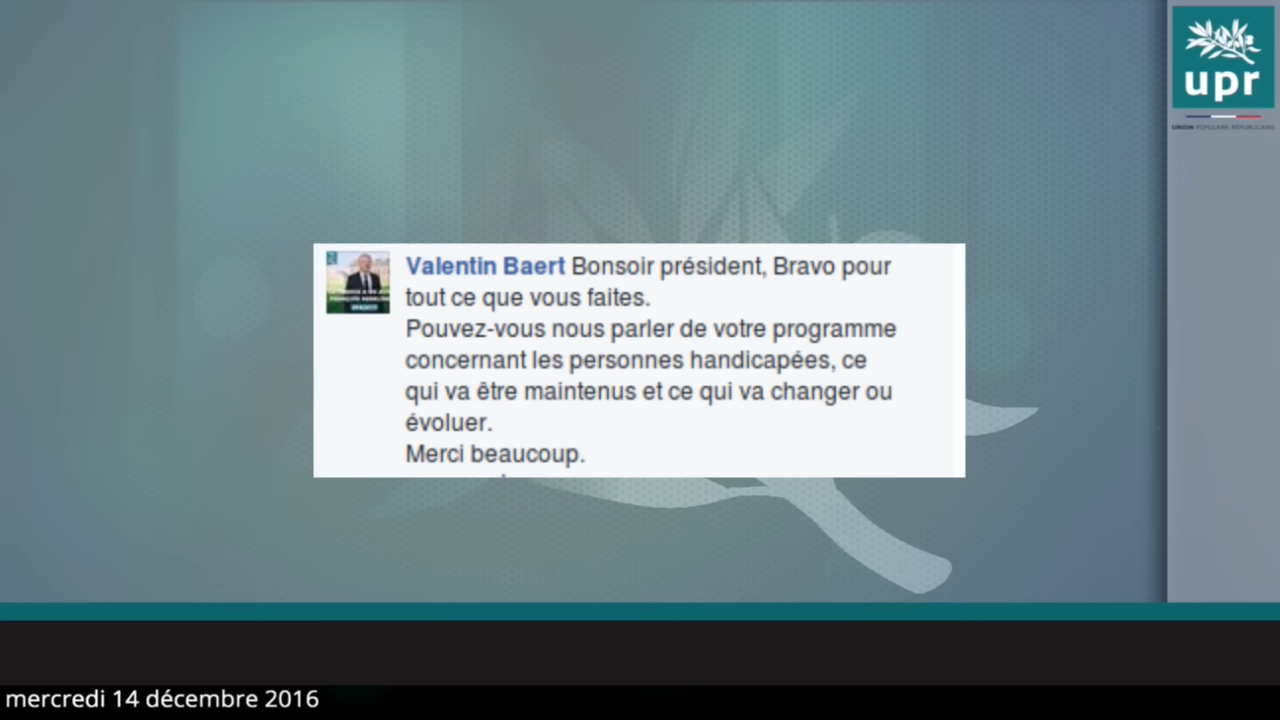 upr
UNION POPULAIRE RÉPUBLICAINE
Valentin Baert Bonsoir président, Bravo pour
tout ce que vous faites.
Pouvez-vous nous parler de votre programme
concernant les personnes handicapées, ce
qui va être maintenus et ce qui va changer ou
évoluer.
Merci beaucoup.
mercredi 14 décembre 2016